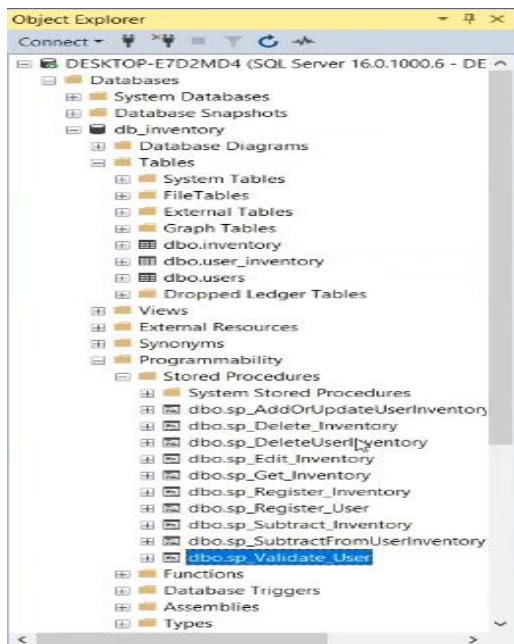 Object Explorer
Connect
DESKTOP-E7D2MD4 (SQL Server 16.0.1000.6 - DE
Databases
System Databases
Database Snapshots
db_inventory
Database Diagrams
Tables
System Tables
FileTables
External Tables
Graph Tables
dbo.inventory
dbo.user_inventory
dbo.users
Dropped Ledger Tables
Views
External Resources
Synonyms
Programmability
Stored Procedures
System Stored Procedures
dbo.sp_AddOrUpdateUserInventory
dbo.sp_Delete_Inventory
dbo.sp_DeleteUserInventory
dbo.sp_Edit_Inventory
dbo.sp_Get_Inventory
dbo.sp_Register_Inventory
dbo.sp_Register_User
dbo.sp_Subtract_Inventory
dbo.sp_SubtractFromUserInventory
dbo.sp_Validate_User
Functions
Database Triggers
Assemblies
Types